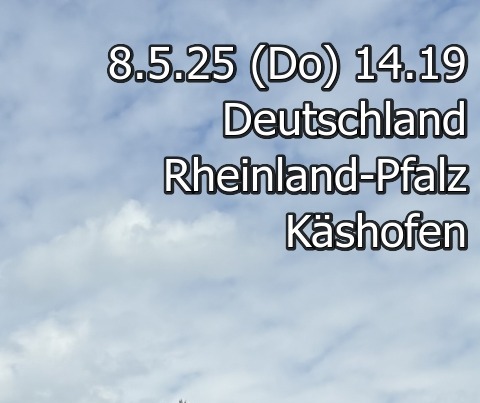 8.5.25 (Do) 14.19
Deutschland
Rheinland-Pfalz
Käshofen